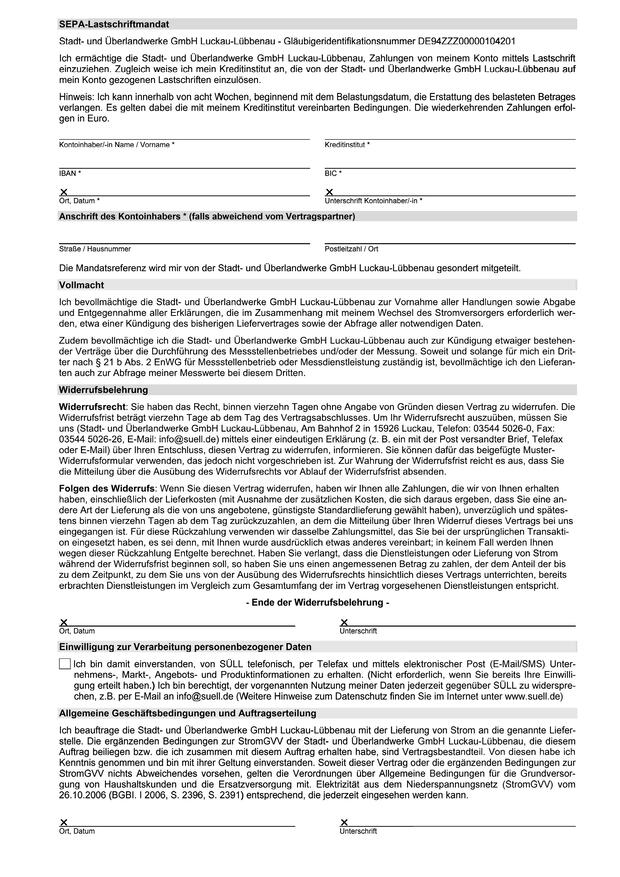 SEPA-Lastschriftmandat
Stadt- und Überlandwerke GmbH Luckau-Lübbenau - Gläubigeridentifikationsnummer DE94ZZZ00000104201
Ich ermächtige die Stadt- und Überlandwerke GmbH Luckau-Lübbenau, Zahlungen von meinem Konto mittels Lastschrift
einzuziehen. Zugleich weise ich mein Kreditinstitut an, die von der Stadt- und Überlandwerke GmbH Luckau-Lübbenau auf
mein Konto gezogenen Lastschriften einzulösen.
Hinweis: Ich kann innerhalb von acht Wochen, beginnend mit dem Belastungsdatum, die Erstattung des belasteten Betrages
verlangen. Es gelten dabei die mit meinem Kreditinstitut vereinbarten Bedingungen. Die wiederkehrenden Zahlungen erfol-
gen in Euro.
Kontoinhaber/-in Name / Vorname * Kreditinstitut *
IBAN * BIC *
X X
Ort, Datum * Unterschrift Kontoinhaber/-in *
Anschrift des Kontoinhabers * (falls abweichend vom Vertragspartner)
Straße / Hausnummer Postleitzahl / Ort
Die Mandatsreferenz wird mir von der Stadt- und Überlandwerke GmbH Luckau-Lübbenau gesondert mitgeteilt.
Vollmacht
Ich bevollmächtige die Stadt- und Überlandwerke GmbH Luckau-Lübbenau zur Vornahme aller Handlungen sowie Abgabe
und Entgegennahme aller Erklärungen, die im Zusammenhang mit meinem Wechsel des Stromversorgers erforderlich wer-
den, etwa einer Kündigung des bisherigen Liefervertrages sowie der Abfrage aller notwendigen Daten.
Zudem bevollmächtige ich die Stadt- und Überlandwerke GmbH Luckau-Lübbenau auch zur Kündigung etwaiger bestehen-
der Verträge über die Durchführung des Messstellenbetriebes und/oder der Messung. Soweit und solange für mich ein Drit-
ter nach § 21 b Abs. 2 EnWG für Messstellenbetrieb oder Messdienstleistung zuständig ist, bevollmächtige ich den Lieferan-
ten auch zur Abfrage meiner Messwerte bei diesem Dritten.
Widerrufsbelehrung
Widerrufsrecht: Sie haben das Recht, binnen vierzehn Tagen ohne Angabe von Gründen diesen Vertrag zu widerrufen. Die
Widerrufsfrist beträgt vierzehn Tage ab dem Tag des Vertragsabschlusses. Um Ihr Widerrufsrecht auszuüben, müssen Sie
uns (Stadt- und Überlandwerke GmbH Luckau-Lübbenau, Am Bahnhof 2 in 15926 Luckau, Telefon: 03544 5026-0, Fax:
03544 5026-26, E-Mail: info@suell.de) mittels einer eindeutigen Erklärung (z. B. ein mit der Post versandter Brief, Telefax
oder E-Mail) über Ihren Entschluss, diesen Vertrag zu widerrufen, informieren. Sie können dafür das beigefügte Muster-
Widerrufsformular verwenden, das jedoch nicht vorgeschrieben ist. Zur Wahrung der Widerrufsfrist reicht es aus, dass Sie
die Mitteilung über die Ausübung des Widerrufsrechts vor Ablauf der Widerrufsfrist absenden.
Folgen des Widerrufs: Wenn Sie diesen Vertrag widerrufen, haben wir Ihnen alle Zahlungen, die wir von Ihnen erhalten
haben, einschließlich der Lieferkosten (mit Ausnahme der zusätzlichen Kosten, die sich daraus ergeben, dass Sie eine an-
dere Art der Lieferung als die von uns angebotene, günstigste Standardlieferung gewählt haben), unverzüglich und spätes-
tens binnen vierzehn Tagen ab dem Tag zurückzuzahlen, an dem die Mitteilung über Ihren Widerruf dieses Vertrags bei uns
eingegangen ist. Für diese Rückzahlung verwenden wir dasselbe Zahlungsmittel, das Sie bei der ursprünglichen Transakti-
on eingesetzt haben, es sei denn, mit Ihnen wurde ausdrücklich etwas anderes vereinbart; in keinem Fall werden Ihnen
wegen dieser Rückzahlung Entgelte berechnet. Haben Sie verlangt, dass die Dienstleistungen oder Lieferung von Strom
während der Widerrufsfrist beginnen soll, so haben Sie uns einen angemessenen Betrag zu zahlen, der dem Anteil der bis
zu dem Zeitpunkt, zu dem Sie uns von der Ausübung des Widerrufsrechts hinsichtlich dieses Vertrags unterrichten, bereits
erbrachten Dienstleistungen im Vergleich zum Gesamtumfang der im Vertrag vorgesehenen Dienstleistungen entspricht.
- Ende der Widerrufsbelehrung -
X X
Ort, Datum Unterschrift
Einwilligung zur Verarbeitung personenbezogener Daten
Ich bin damit einverstanden, von SÜLL telefonisch, per Telefax und mittels elektronischer Post (E-Mail/SMS) Unter-
nehmens-, Markt-, Angebots- und Produktinformationen zu erhalten. (Nicht erforderlich, wenn Sie bereits Ihre Einwilli-
gung erteilt haben.) Ich bin berechtigt, der vorgenannten Nutzung meiner Daten jederzeit gegenüber SÜLL zu widerspre-
chen, z.B. per E-Mail an info@suell.de (Weitere Hinweise zum Datenschutz finden Sie im Internet unter www.suell.de)
Allgemeine Geschäftsbedingungen und Auftragserteilung
Ich beauftrage die Stadt- und Überlandwerke GmbH Luckau-Lübbenau mit der Lieferung von Strom an die genannte Liefer-
stelle. Die ergänzenden Bedingungen zur StromGVV der Stadt- und Überlandwerke GmbH Luckau-Lübbenau, die diesem
Auftrag beiliegen bzw. die ich zusammen mit diesem Auftrag erhalten habe, sind Vertragsbestandteil. Von diesen habe ich
Kenntnis genommen und bin mit ihrer Geltung einverstanden. Soweit dieser Vertrag oder die ergänzenden Bedingungen zur
StromGVV nichts Abweichendes vorsehen, gelten die Verordnungen über Allgemeine Bedingungen für die Grundversor-
gung von Haushaltskunden und die Ersatzversorgung mit. Elektrizität aus dem Niederspannungsnetz (StromGVV) vom
26.10.2006 (BGBl. I 2006, S. 2396, S. 2391) entsprechend, die jederzeit eingesehen werden kann.
X X
Ort, Datum Unterschrift